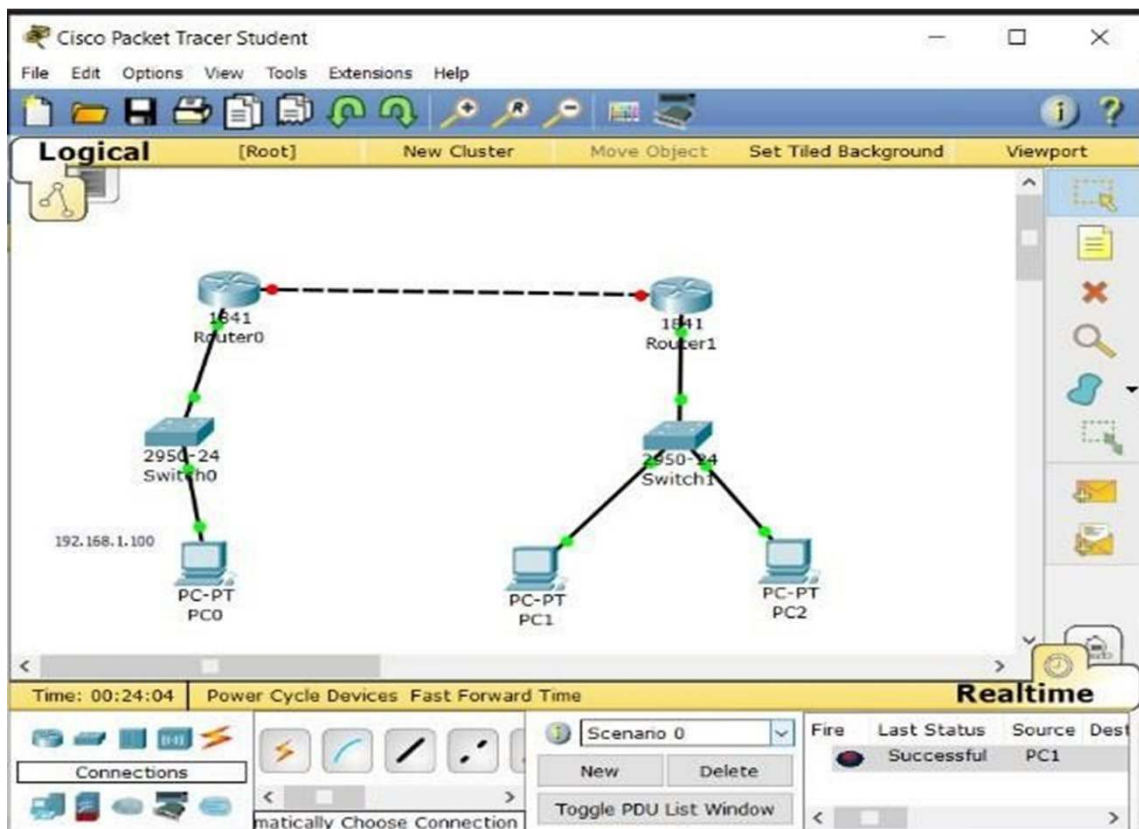 Cisco Packet Tracer Student
File Edit Options View Tools Extensions Help
Logical [Root] New Cluster Move Object Set Tiled Background Viewport
1841
Router0
1841
Router1
2950-24
Switch0
2950-24
Switch1
192.168.1.100
PC-PT
PC0
PC-PT
PC1
PC-PT
PC2
Time: 00:24:04 Power Cycle Devices Fast Forward Time Realtime
Scenario 0
Fire Last Status Source Dest
Successful PC1
Connections
New Delete
Toggle PDU List Window
matically Choose Connection